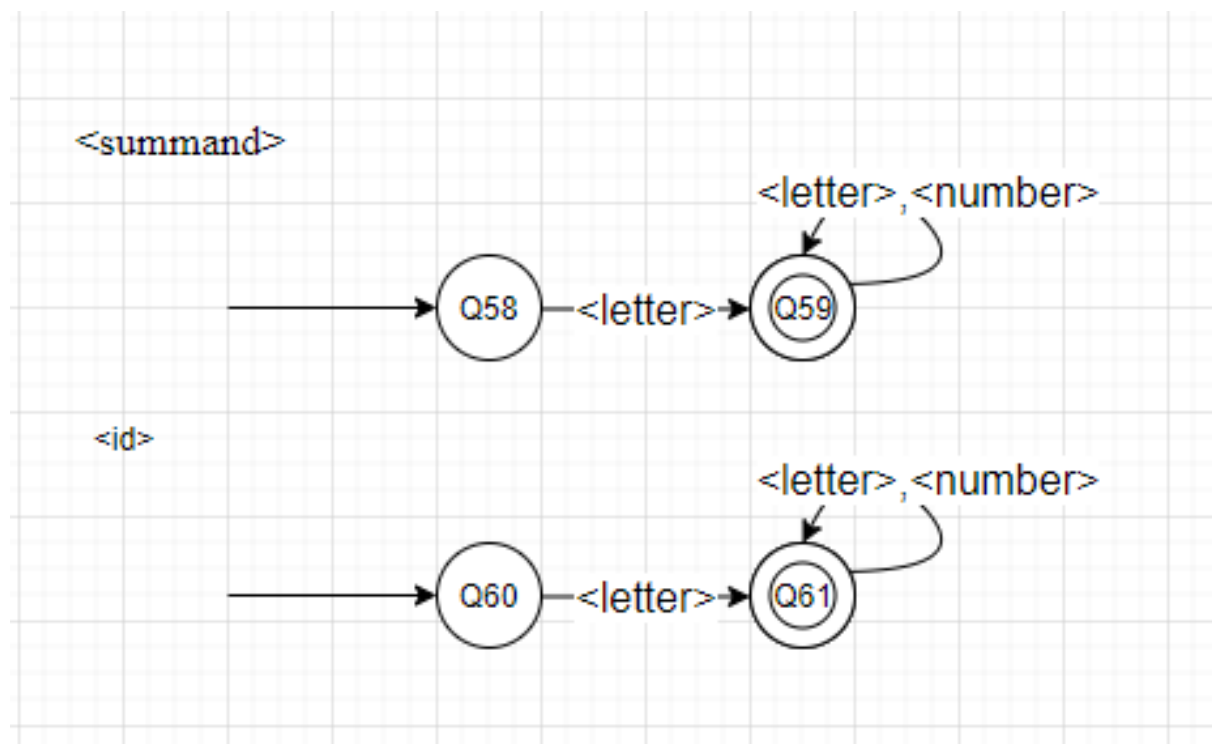 <summand>
<letter>,<number>
Q58
<letter>
Q59
<id>
<letter>,<number>
Q60
<letter>
Q61